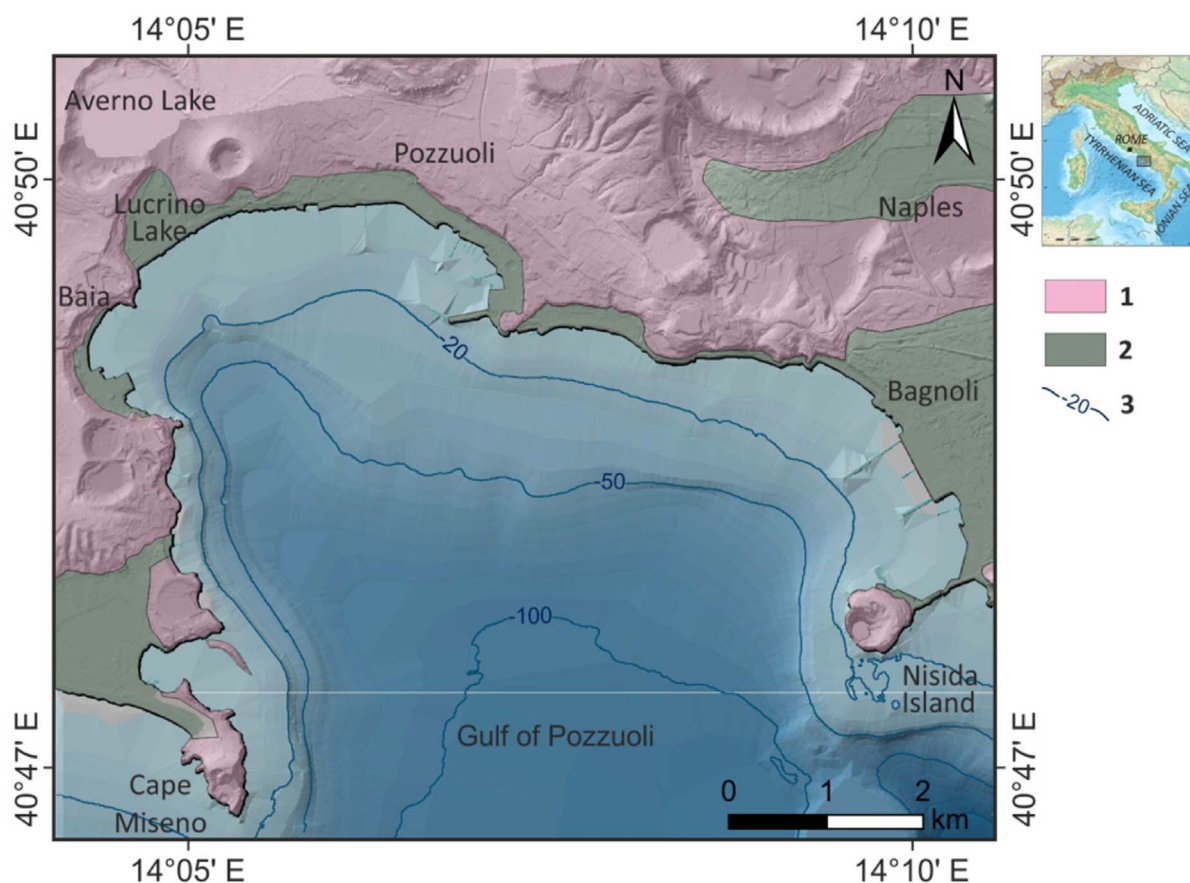 14°05' E
14°10' E
Averno Lake
N
40°50' E
Pozzuoli
40°50' E
Lucrino
Lake
Naples
Baia
-20
Bagnoli
-50
-100
Nisida
Island
Gulf of Pozzuoli
40°47' E
Cape
Miseno
0 1 2
km
40°47' E
14°05' E
14°10' E
ADRIATIC SEA
ROME
TYRRHENIAN SEA
IONIAN SEA
1
2
-20
3